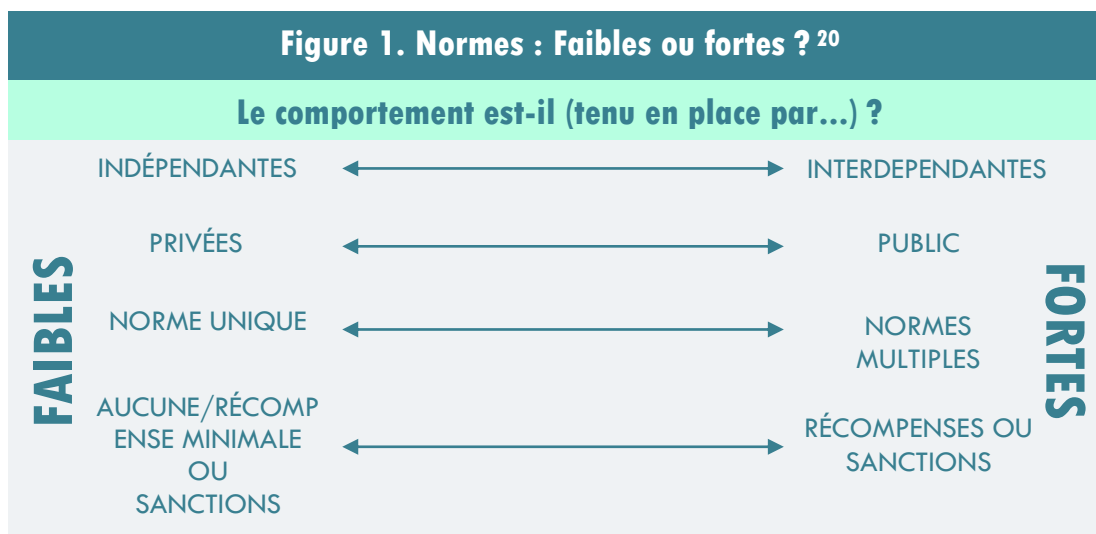 Figure 1. Normes : Faibles ou fortes ? 20
Le comportement est-il (tenu en place par...) ?
FAIBLES
INDÉPENDANTES
INTERDEPENDANTES
PRIVÉES
PUBLIC
NORME UNIQUE
NORMES
MULTIPLES
AUCUNE/RÉCOMP
ENSE MINIMALE
OU
SANCTIONS
RÉCOMPENSES OU
SANCTIONS
FORTES